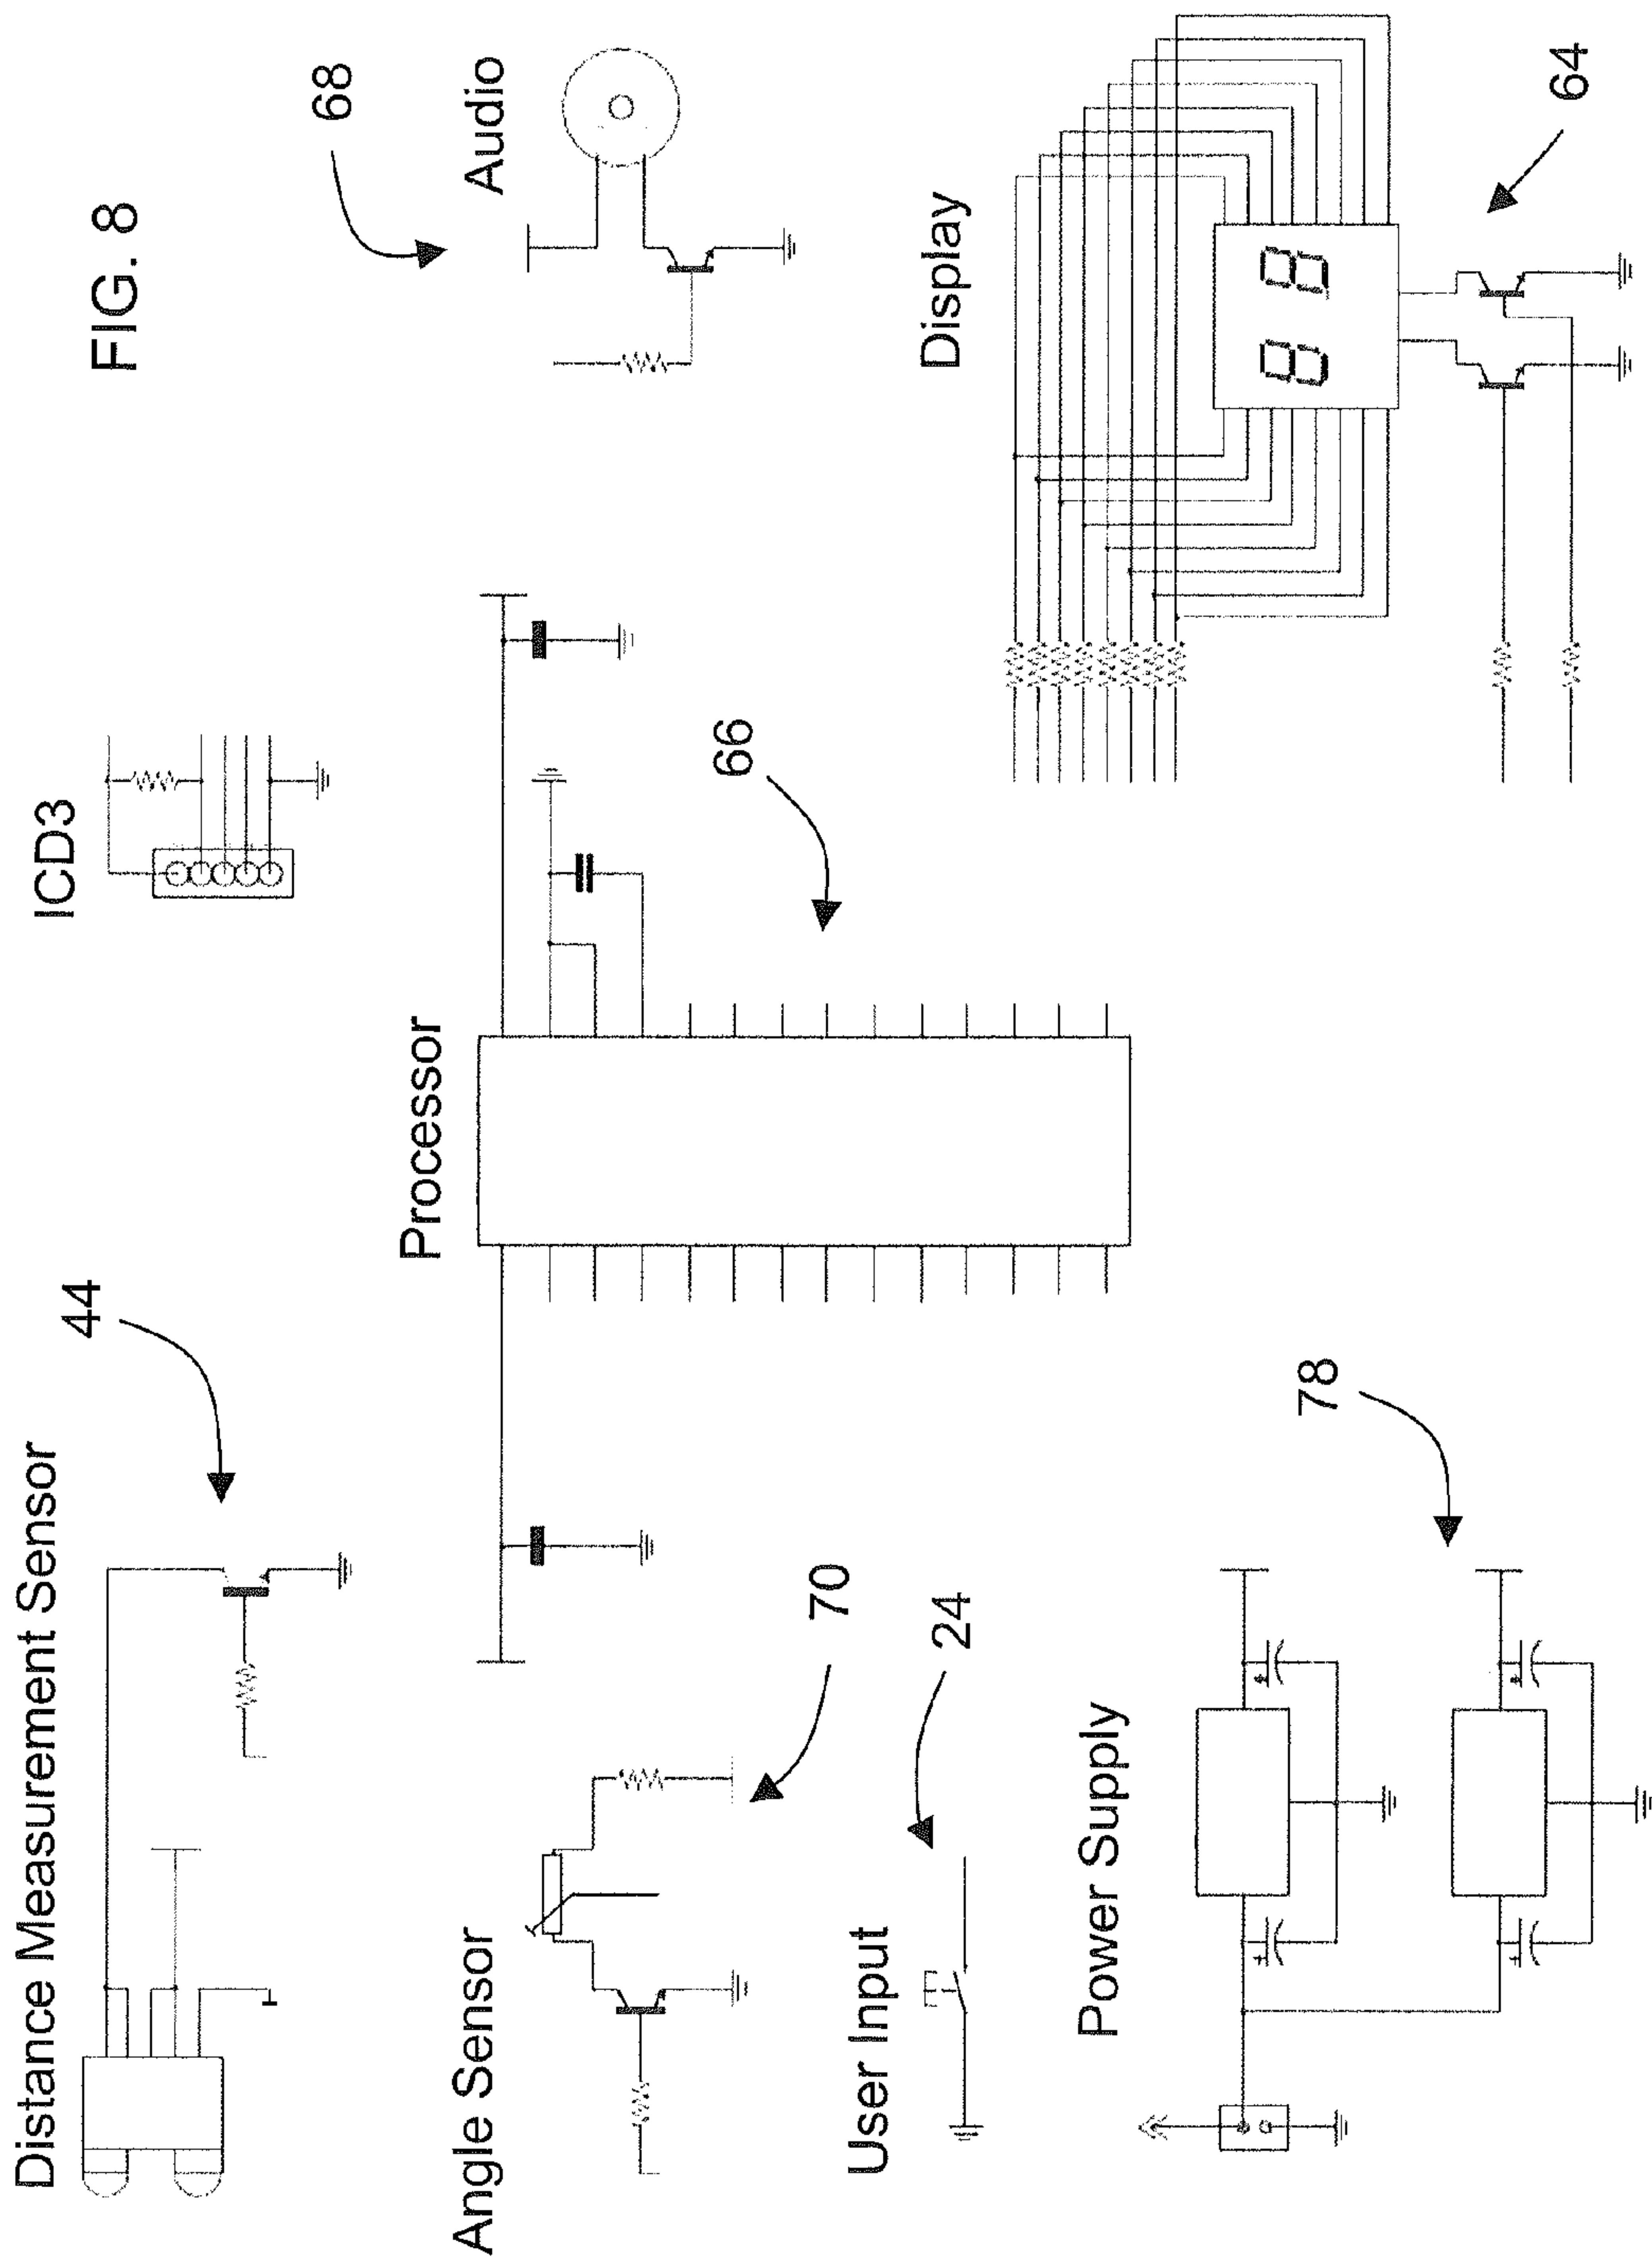 FIG. 8
Distance Measurement Sensor
44
ICD3
68
Audio
Angle Sensor
70
Processor
66
User Input
24
Display
64
Power Supply
78